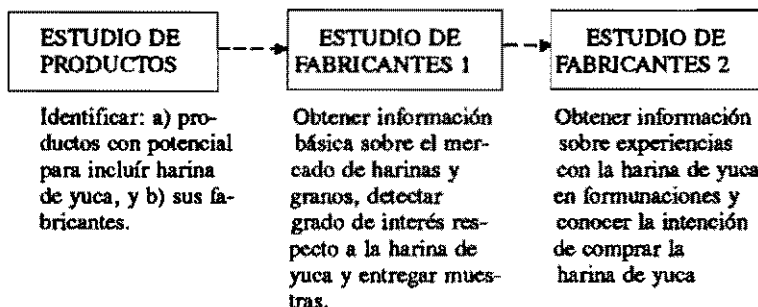 ESTUDIO DE
PRODUCTOS
Identificar: a) pro-
ductos con potencial
para incluír harina
de yuca, y b) sus fa-
bricantes.
ESTUDIO DE
FABRICANTES 1
Obtener información
básica sobre el mer-
cado de harinas y
granos, detectar
grado de interés res-
pecto a la harina de
yuca y entregar mues-
tras.
ESTUDIO DE
FABRICANTES 2
Obtener información
sobre experiencias
con la harina de yuca
en formunaciones y
conocer la intención
de comprar la
harina de yuca